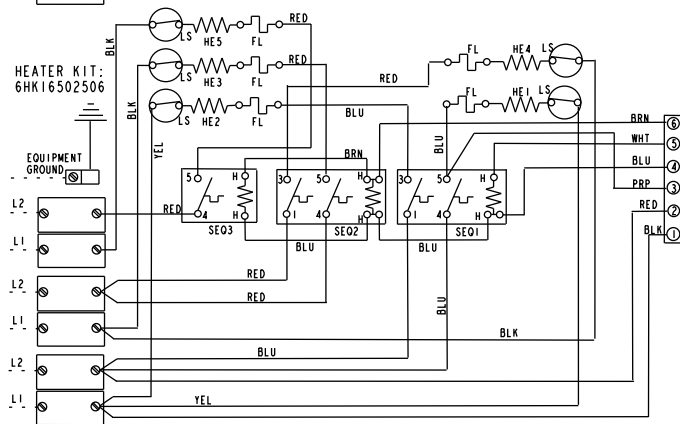 RED
LS
HE5
FL
BLK
RED
LS
HE3
FL
RED
FL
HE4
LS
HEATER KIT:
6HK16502506
LS
HE2
FL
BLU
FL
HE1
LS
BLK
YEL
BLU
BRN
6
WHT
5
BLU
4
PRP
3
RED
2
BLK
1
EQUIPMENT
GROUND
BRN
5
H
3
5
H
3
5
H
L2
RED
4
H
1
4
H
1
4
H
SEQ3
SEQ2
SEQ1
L1
BLU
BLU
L2
RED
RED
BLU
L1
BLK
L2
BLU
L1
YEL